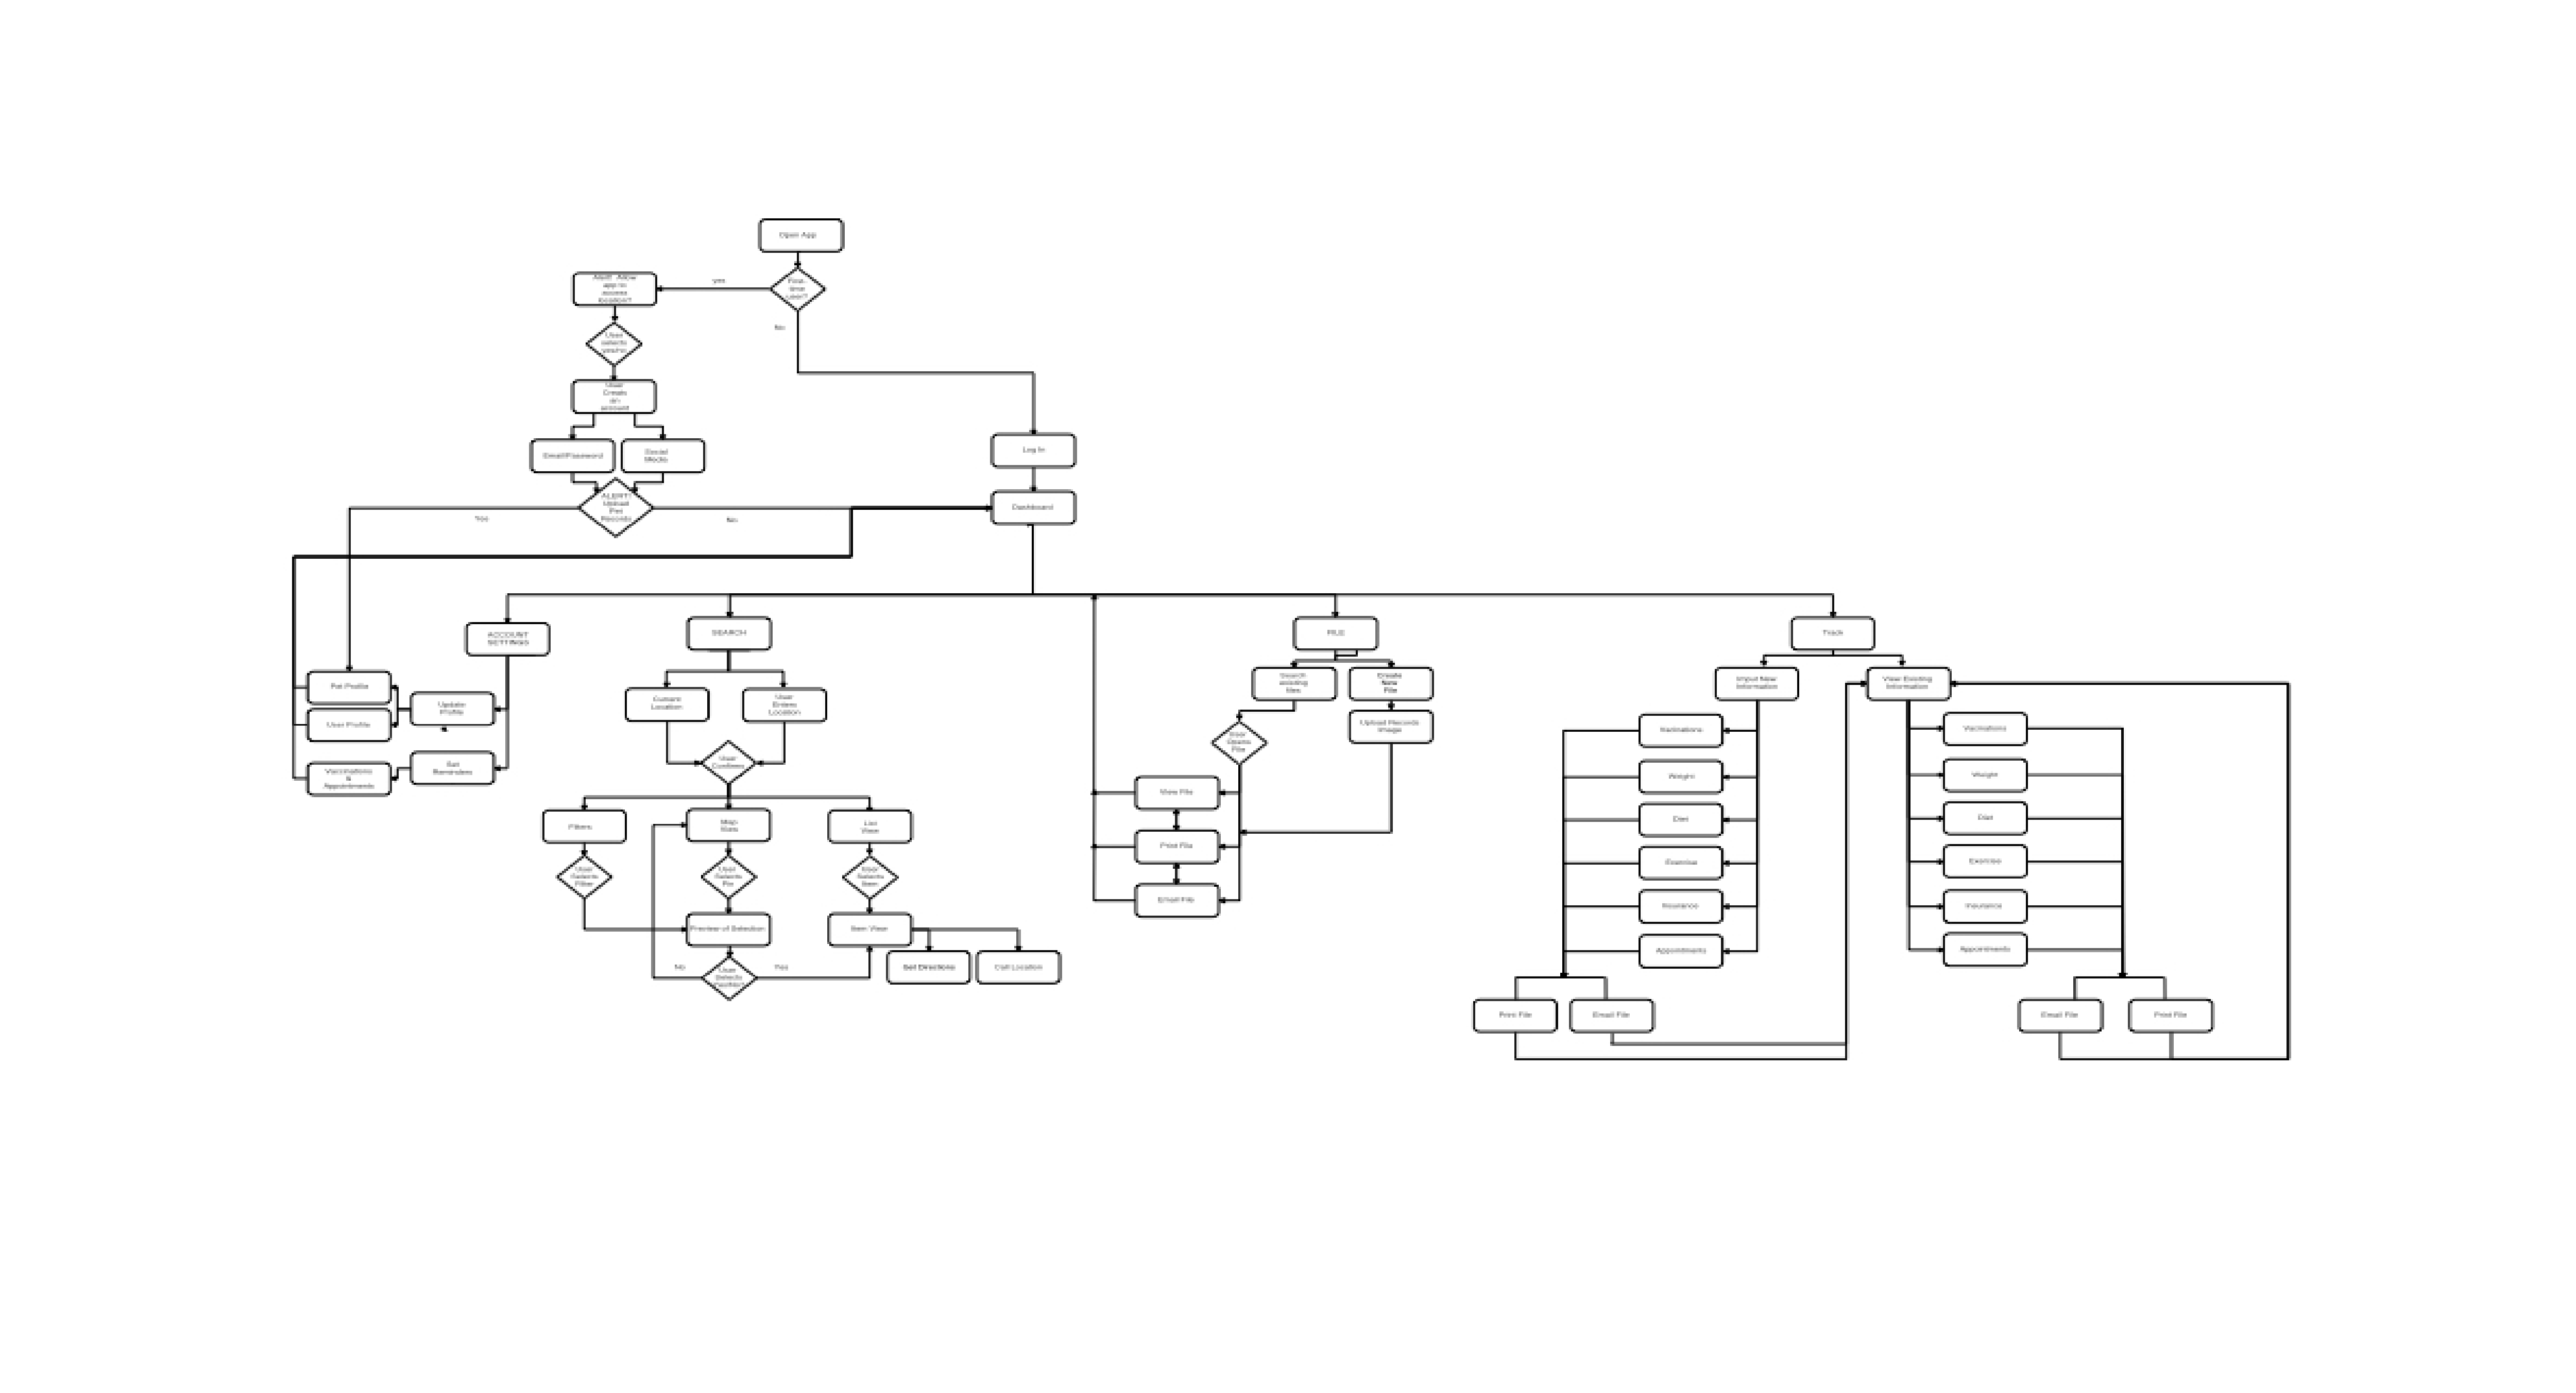 Open App
First-
time
user?
yes
No
Alert! Allow
app to
access
location?
User
selects
yes/no
User
Create
an
account
Email/Password
Social
Media
Log In
ALERT!
Upload
Pet
Records
Yes
No
Dashboard
ACCOUNT
SETTINGS
SEARCH
FILE
Track
Pet Profile
User Profile
Update
Profile
Vaccinations
&
Appointments
Set
Reminders
Current
Location
User
Enters
Location
User
Confirms
Filters
Map
View
List
View
User
Selects
Filter
User
Selects
Pin
User
Selects
Item
Preview of Selection
Item View
No
User
Selects
Yes
Get Directions
Call Location
Search
existing
files
Create
New
File
Upload Records
Image
User
Opens
File
View File
Print File
Email File
Input New
Information
View Existing
Information
Vacinations
Weight
Diet
Exercise
Insurance
Appointments
Print File
Email File
Vacinations
Weight
Diet
Exercise
Insurance
Appointments
Email File
Print File